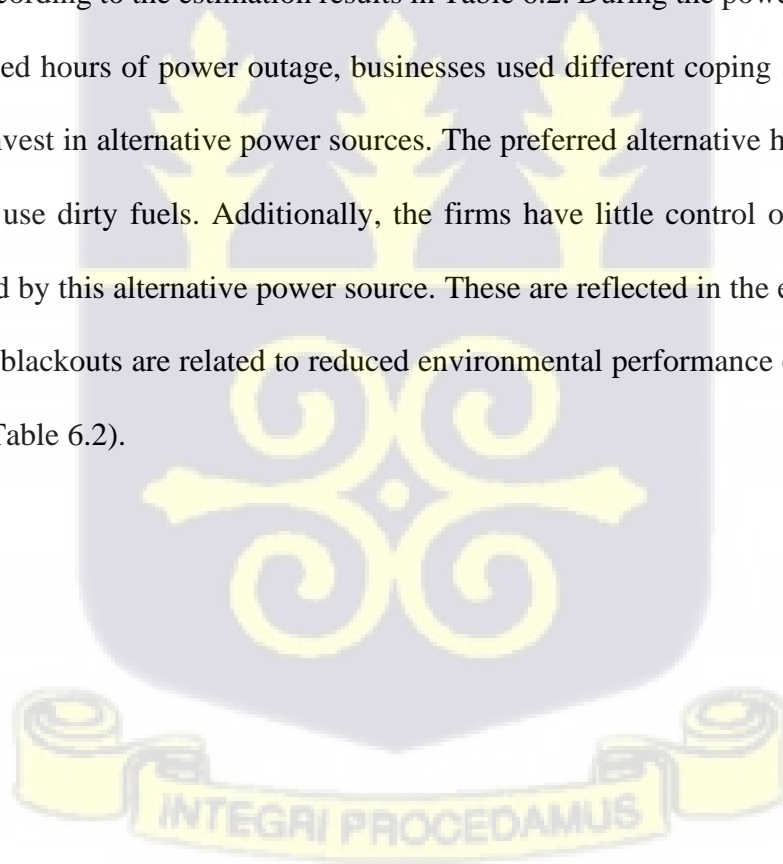 cording to the estimation results in Table 6.2. During the powe
ed hours of power outage, businesses used different coping
nvest in alternative power sources. The preferred alternative h
use dirty fuels. Additionally, the firms have little control o
d by this alternative power source. These are reflected in the e
blackouts are related to reduced environmental performance
Table 6.2).
INTEGRI PROCEDAMUS